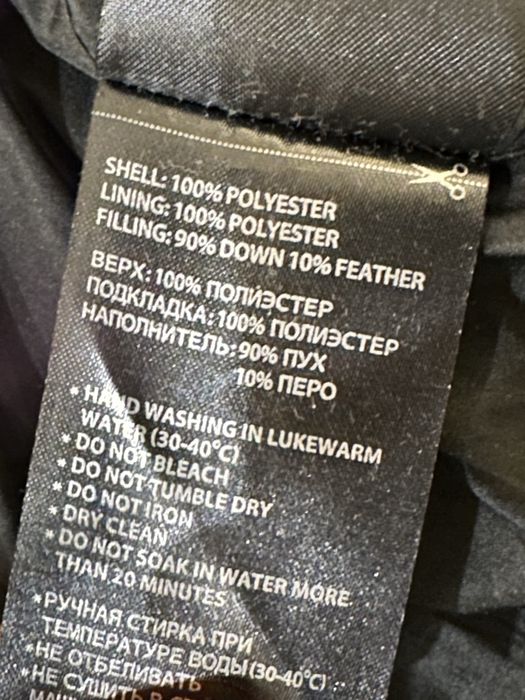 SHELL: 100% POLYESTER
LINING: 100% POLYESTER
FILLING: 90% DOWN 10% FEATHER
ВЕРХ: 100% ПОЛИЭСТЕР
ПОДКЛАДКА: 100% ПОЛИЭСТЕР
НАПОЛНИТЕЛЬ: 90% ПУХ
10% ПЕРО
* HAND WASHING IN LUKEWARM
WATER (30-40°C)
* DO NOT BLEACH
* DO NOT TUMBLE DRY
* DO NOT IRON
* DRY CLEAN
* DO NOT SOAK IN WATER MORE
THAN 20 MINUTES
*РУЧНАЯ СТИРКА ПРИ
ТЕМПЕРАТУРЕ ВОДЫ (30-40°C)
*НЕ ОТБЕЛИВАТЬ
*НЕ СУШИТЬ В